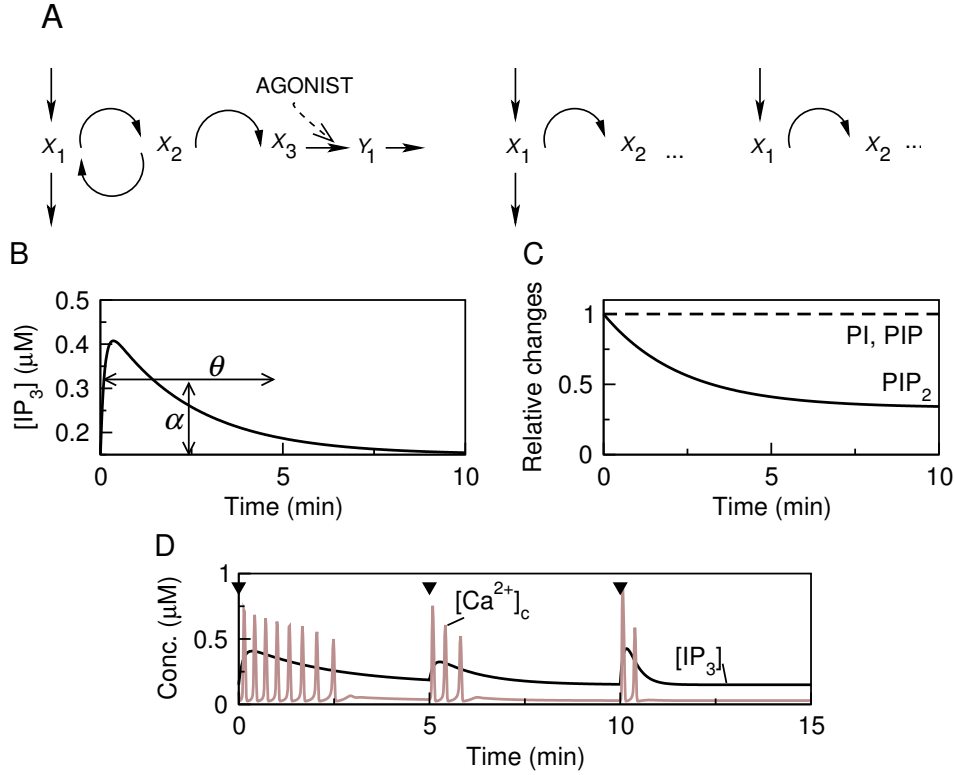 A
AGONIST
X1 X2 X3 Y1 X1 X2 ... X1 X2 ...
B
[IP3] (μM)
0.5
0.4
0.3
0.2
θ
α
0 5 10
Time (min)
C
Relative changes
1
0.5
0
PI, PIP
PIP2
0 5 10
Time (min)
D
Conc. (μM)
1
0.5
0
[Ca2+]c
[IP3]
0 5 10 15
Time (min)